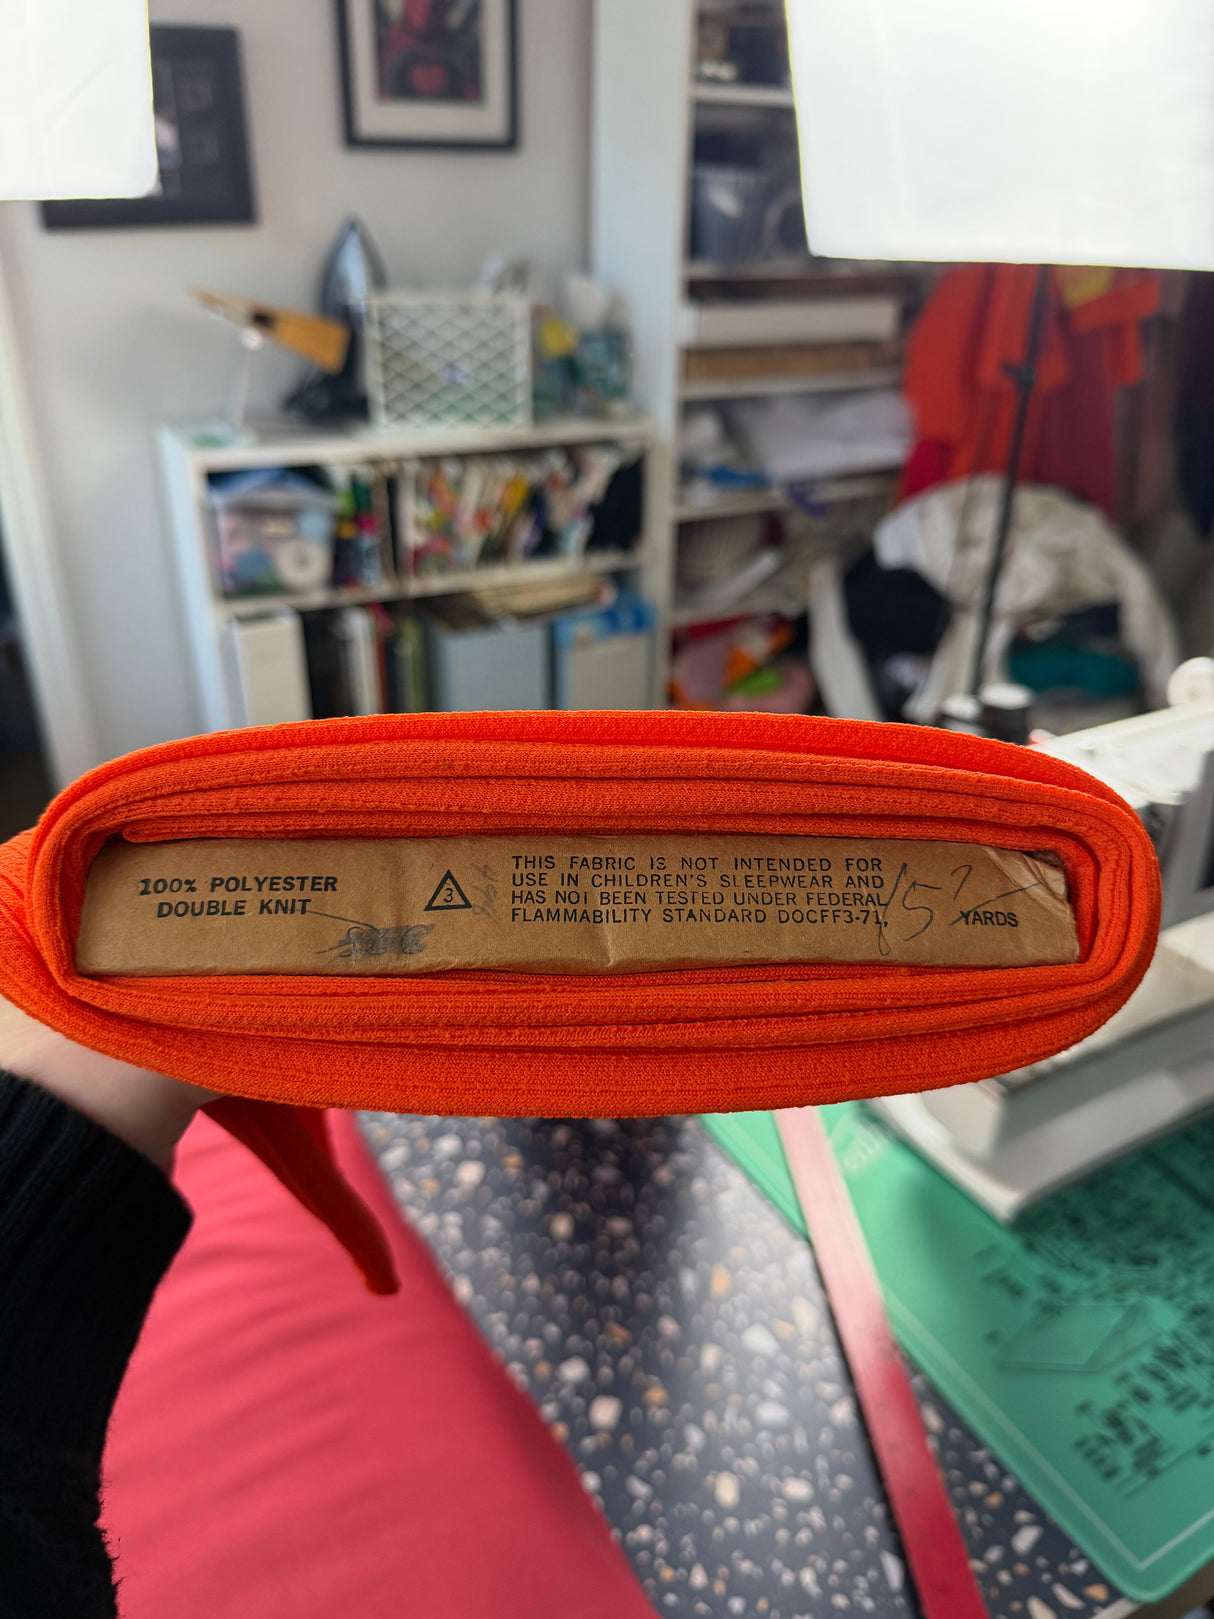 100% POLYESTER
DOUBLE KNIT
3
THIS FABRIC IS NOT INTENDED FOR
USE IN CHILDREN'S SLEEPWEAR AND
HAS NOT BEEN TESTED UNDER FEDERAL
FLAMMABILITY STANDARD DOCFF3-71,
YARDS